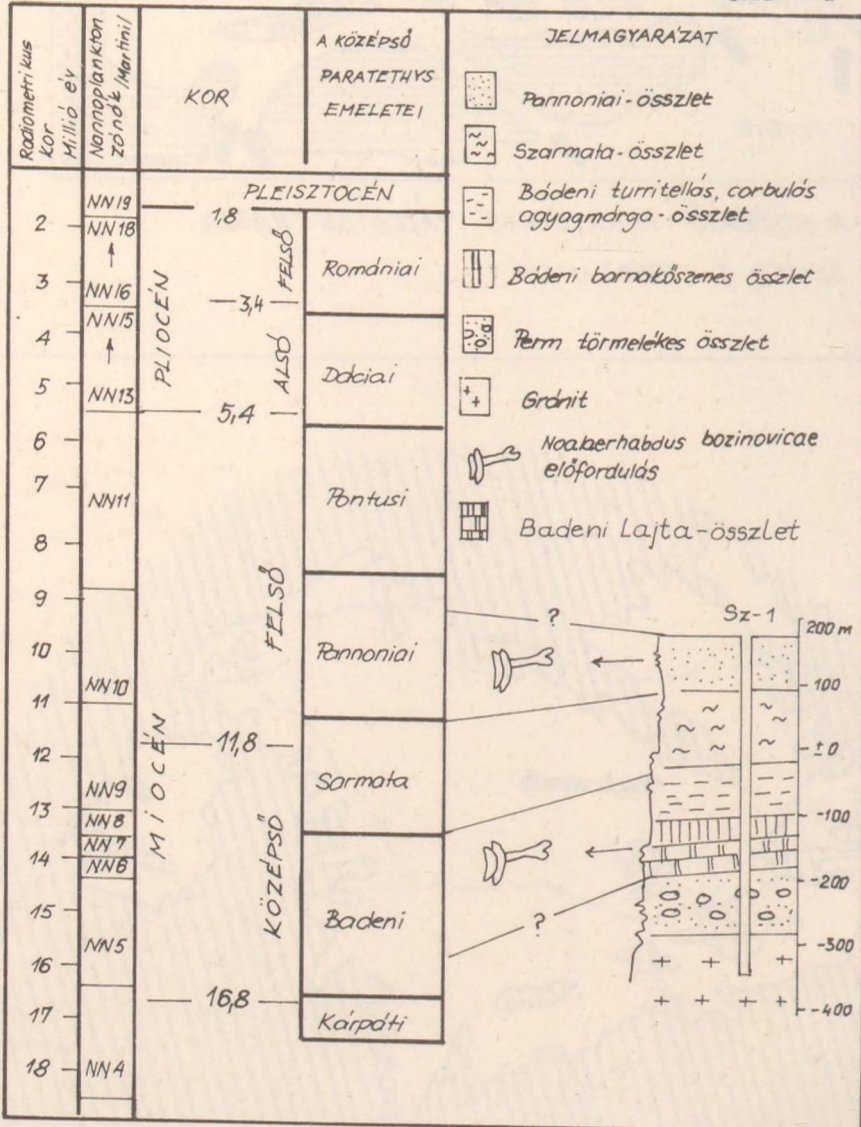 Radiometrikus
Kor
Millió év
Nannoplankton
zónák /Martini/
KOR
A KÖZÉPSŐ
PARATETHYS
EMELETEI
2
3
4
5
6
7
8
9
10
11
12
13
14
15
16
17
18
NN19
NN18
NN16
NN15
NN13
NN11
NN10
NN9
NN8
NN7
NN6
NN5
NN4
PLEISZTOCÉN
1,8
PLIOCÉN
FELSŐ
3,4
ALSÓ
5,4
MIOCÉN
FELSŐ
11,8
KÖZÉPSŐ
16,8
Romániai
Dáciai
Pontusi
Pannoniai
Sarmata
Badeni
Kárpáti
JELMAGYARÁZAT
Pannoniai-összlet
Szarmata-összlet
Bádeni turritellás, corbulás
agyagmárga-összlet
Bádeni barnakőszenes összlet
Perm törmelékes összlet
Gránit
Noaberhabdus bozinovicae
előfordulás
Badeni Lajta-összlet
?
Sz-1
200 m
100
±0
-100
-200
?
-300
-400